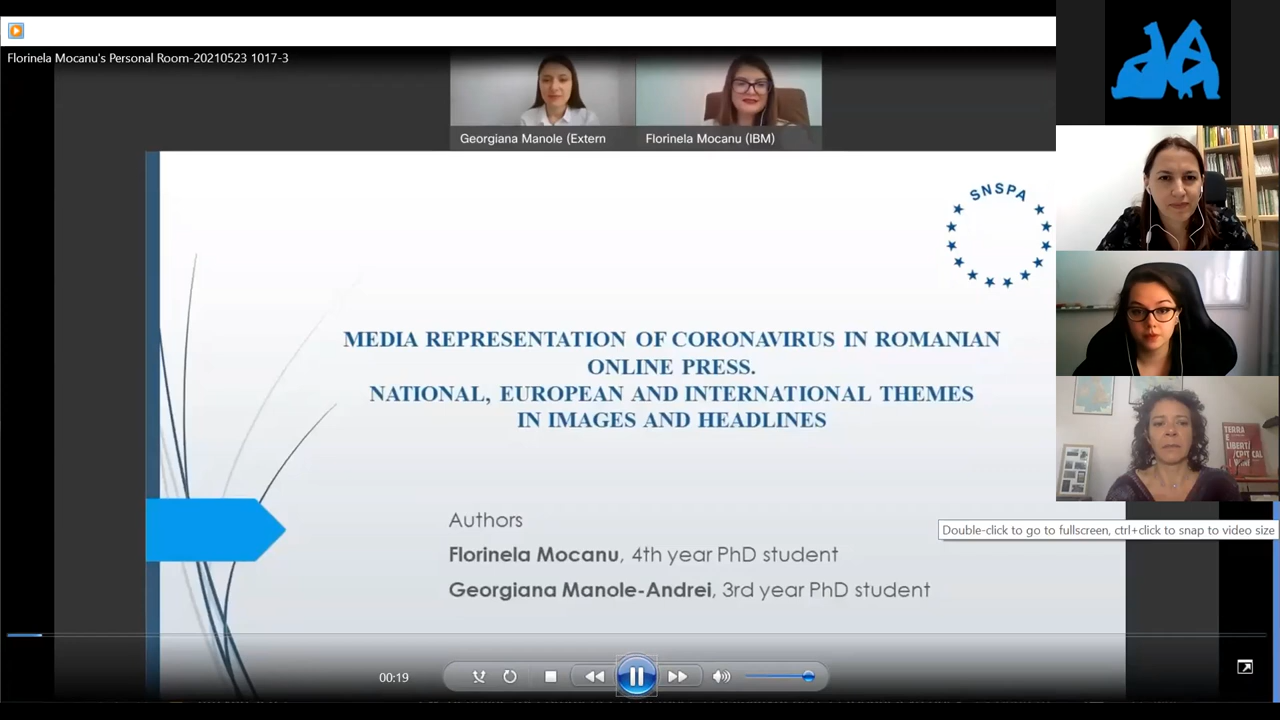 Florinela Mocanu's Personal Room-20210523 1017-3
Georgiana Manole (Extern
Florinela Mocanu (IBM)
SNSPA
MEDIA REPRESENTATION OF CORONAVIRUS IN ROMANIAN
ONLINE PRESS.
NATIONAL, EUROPEAN AND INTERNATIONAL THEMES
IN IMAGES AND HEADLINES
TERRA
E
Authors
Double-click to go to fullscreen, ctrl+click to snap to video size
Florinela Mocanu, 4th year PhD student
Georgiana Manole-Andrei, 3rd year PhD student
00:19